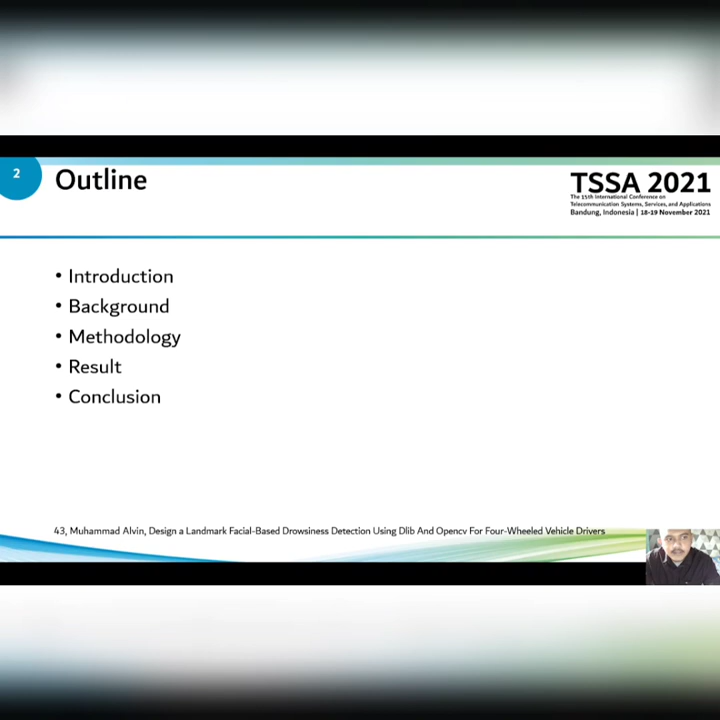 2
Outline
TSSA 2021
The 15th International Conference on
Telecommunication Systems, Services, and Applications
Bandung, Indonesia | 18-19 November 2021
• Introduction
• Background
• Methodology
• Result
• Conclusion
43, Muhammad Alvin, Design a Landmark Facial-Based Drowsiness Detection Using Dlib And Opencv For Four-Wheeled Vehicle Drivers